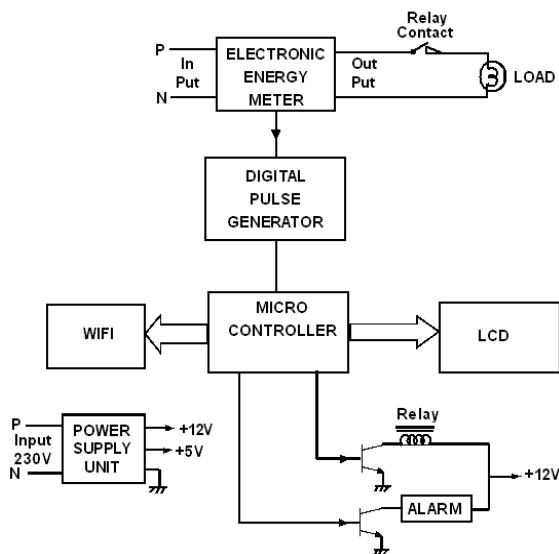 Relay
Contact
P
In
Put
N
ELECTRONIC
ENERGY
METER
Out
Put
LOAD
DIGITAL
PULSE
GENERATOR
WIFI
MICRO
CONTROLLER
LCD
P
Input
230V
N
POWER
SUPPLY
UNIT
+12V
+5V
Relay
+12V
ALARM